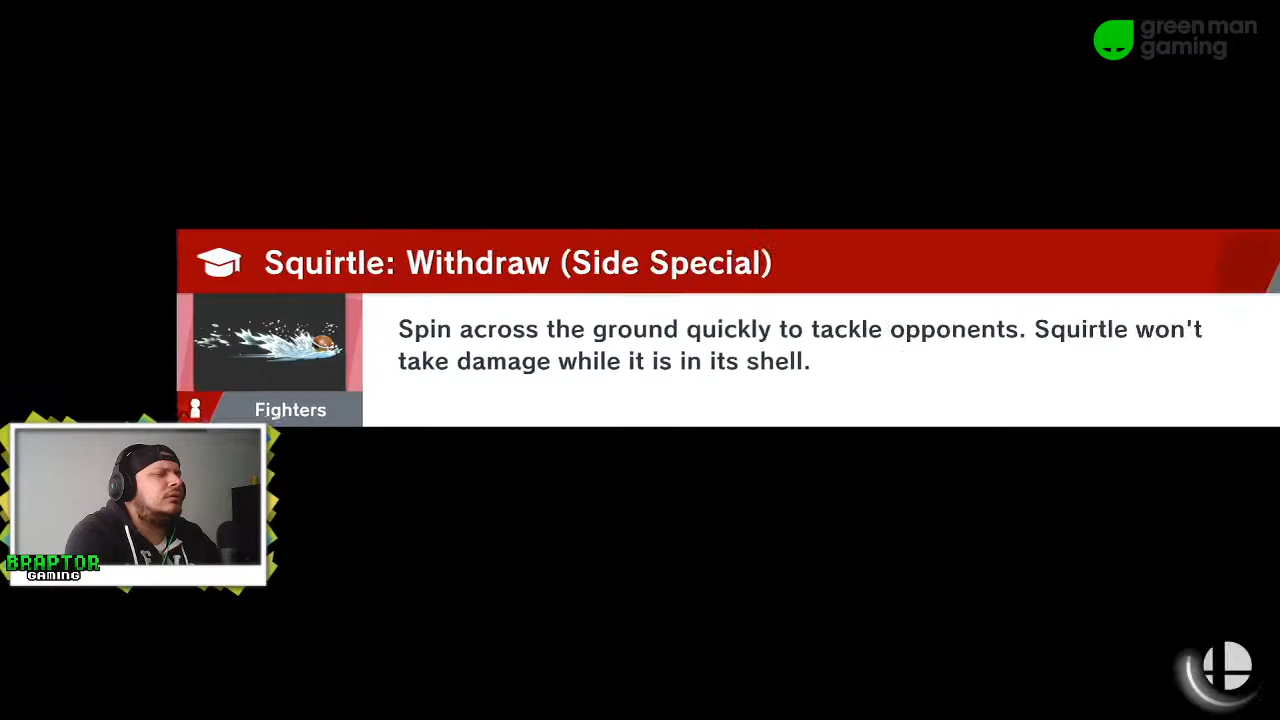 green man
gaming
Squirtle: Withdraw (Side Special)
Spin across the ground quickly to tackle opponents. Squirtle won't
take damage while it is in its shell.
Fighters
BRAPTOR
GAMING